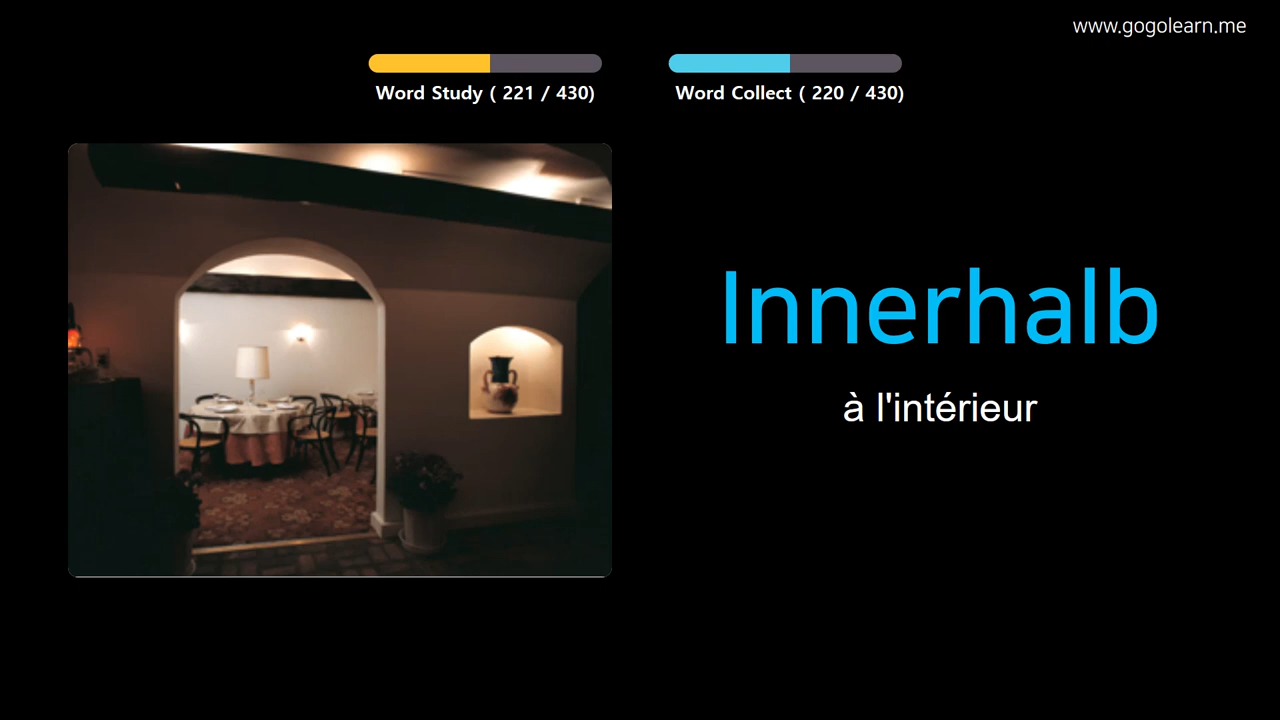 www.gogolearn.me
Word Study ( 221 / 430)
Word Collect ( 220 / 430)
Innerhalb
à l'intérieur